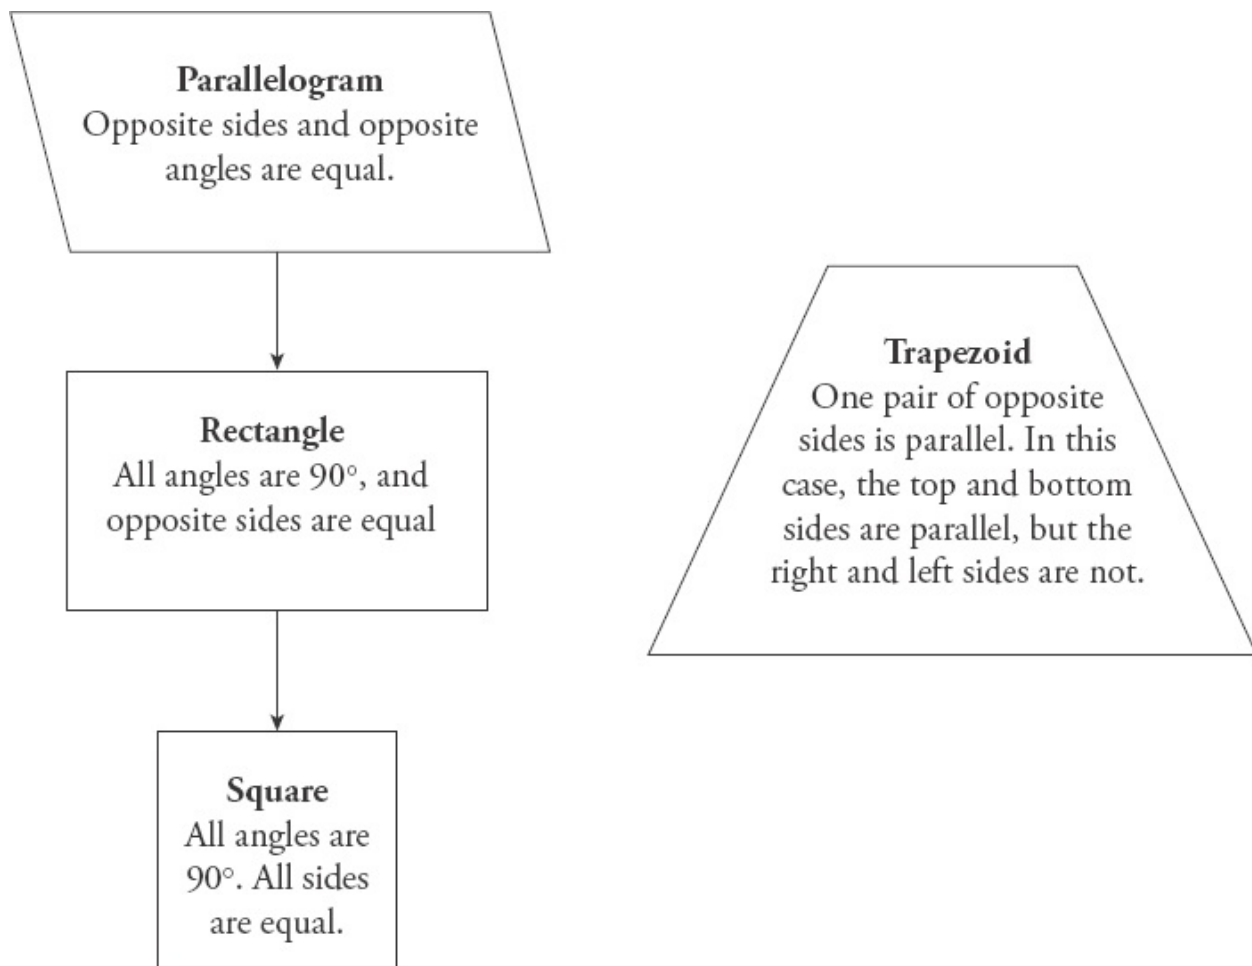 Parallelogram
Opposite sides and opposite
angles are equal.
Rectangle
All angles are 90°, and
opposite sides are equal
Square
All angles are
90°. All sides
are equal.
Trapezoid
One pair of opposite
sides is parallel. In this
case, the top and bottom
sides are parallel, but the
right and left sides are not.